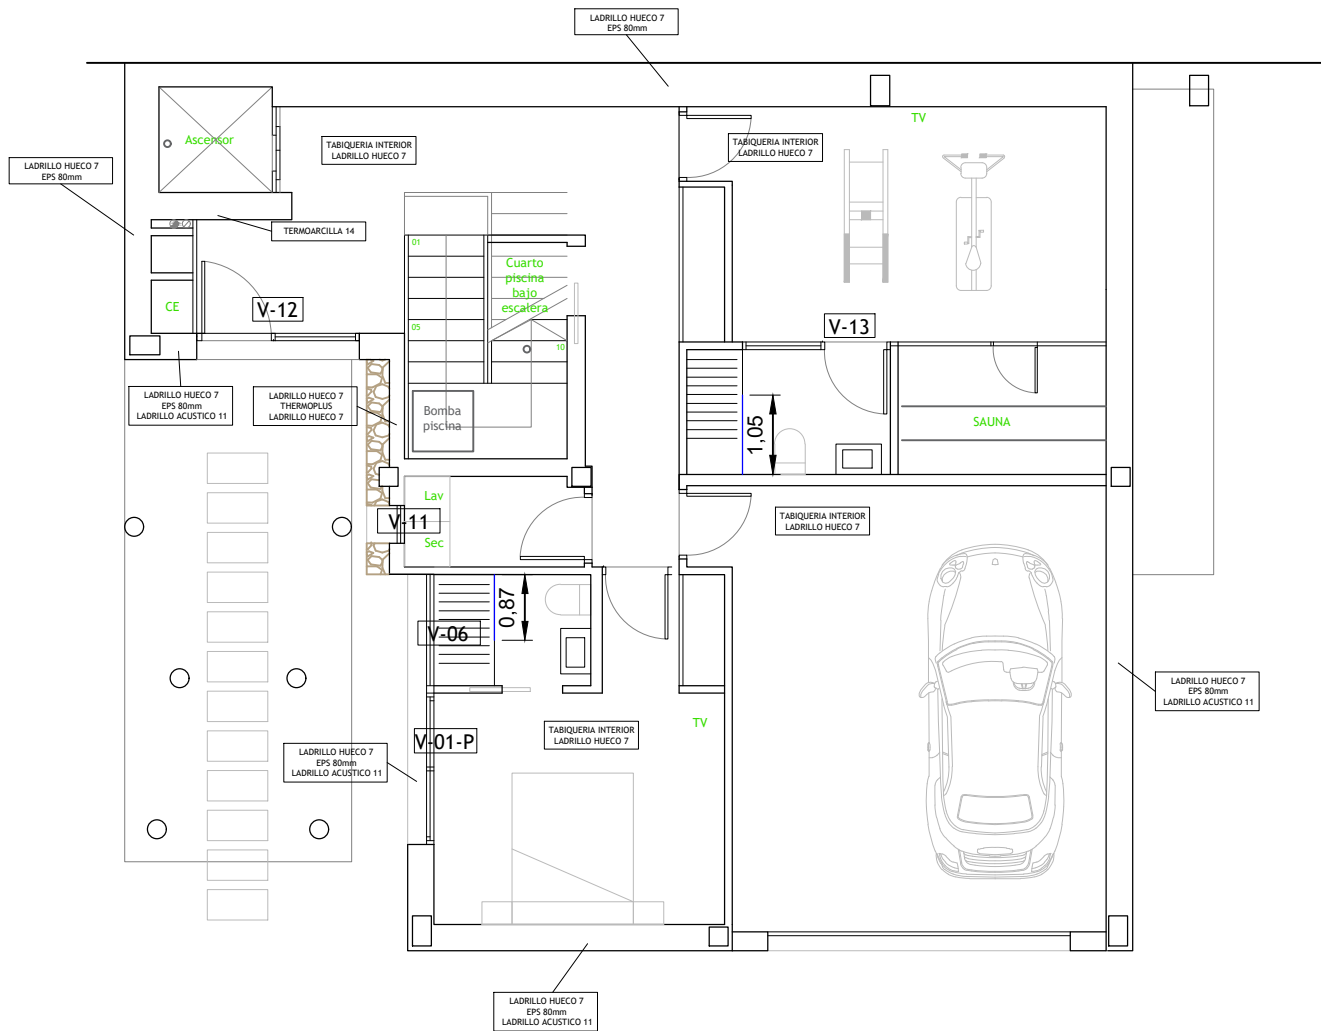 LADRILLO HUECO 7
EPS 80mm
Ascensor
TV
TABIQUERIA INTERIOR
LADRILLO HUECO 7
TABIQUERIA INTERIOR
LADRILLO HUECO 7
LADRILLO HUECO 7
EPS 80mm
TERMOARCILLA 14
01
Cuarto
piscina
bajo
escalera
CE
V-12
05
10
V-13
LADRILLO HUECO 7
EPS 80mm
LADRILLO ACUSTICO 11
LADRILLO HUECO 7
THERMOPLUS
LADRILLO HUECO 7
Bomba
piscina
1,05
SAUNA
Lav
V-11
Sec
TABIQUERIA INTERIOR
LADRILLO HUECO 7
0,87
V-06
LADRILLO HUECO 7
EPS 80mm
LADRILLO ACUSTICO 11
TV
TABIQUERIA INTERIOR
LADRILLO HUECO 7
V-01-P
LADRILLO HUECO 7
EPS 80mm
LADRILLO ACUSTICO 11
LADRILLO HUECO 7
EPS 80mm
LADRILLO ACUSTICO 11